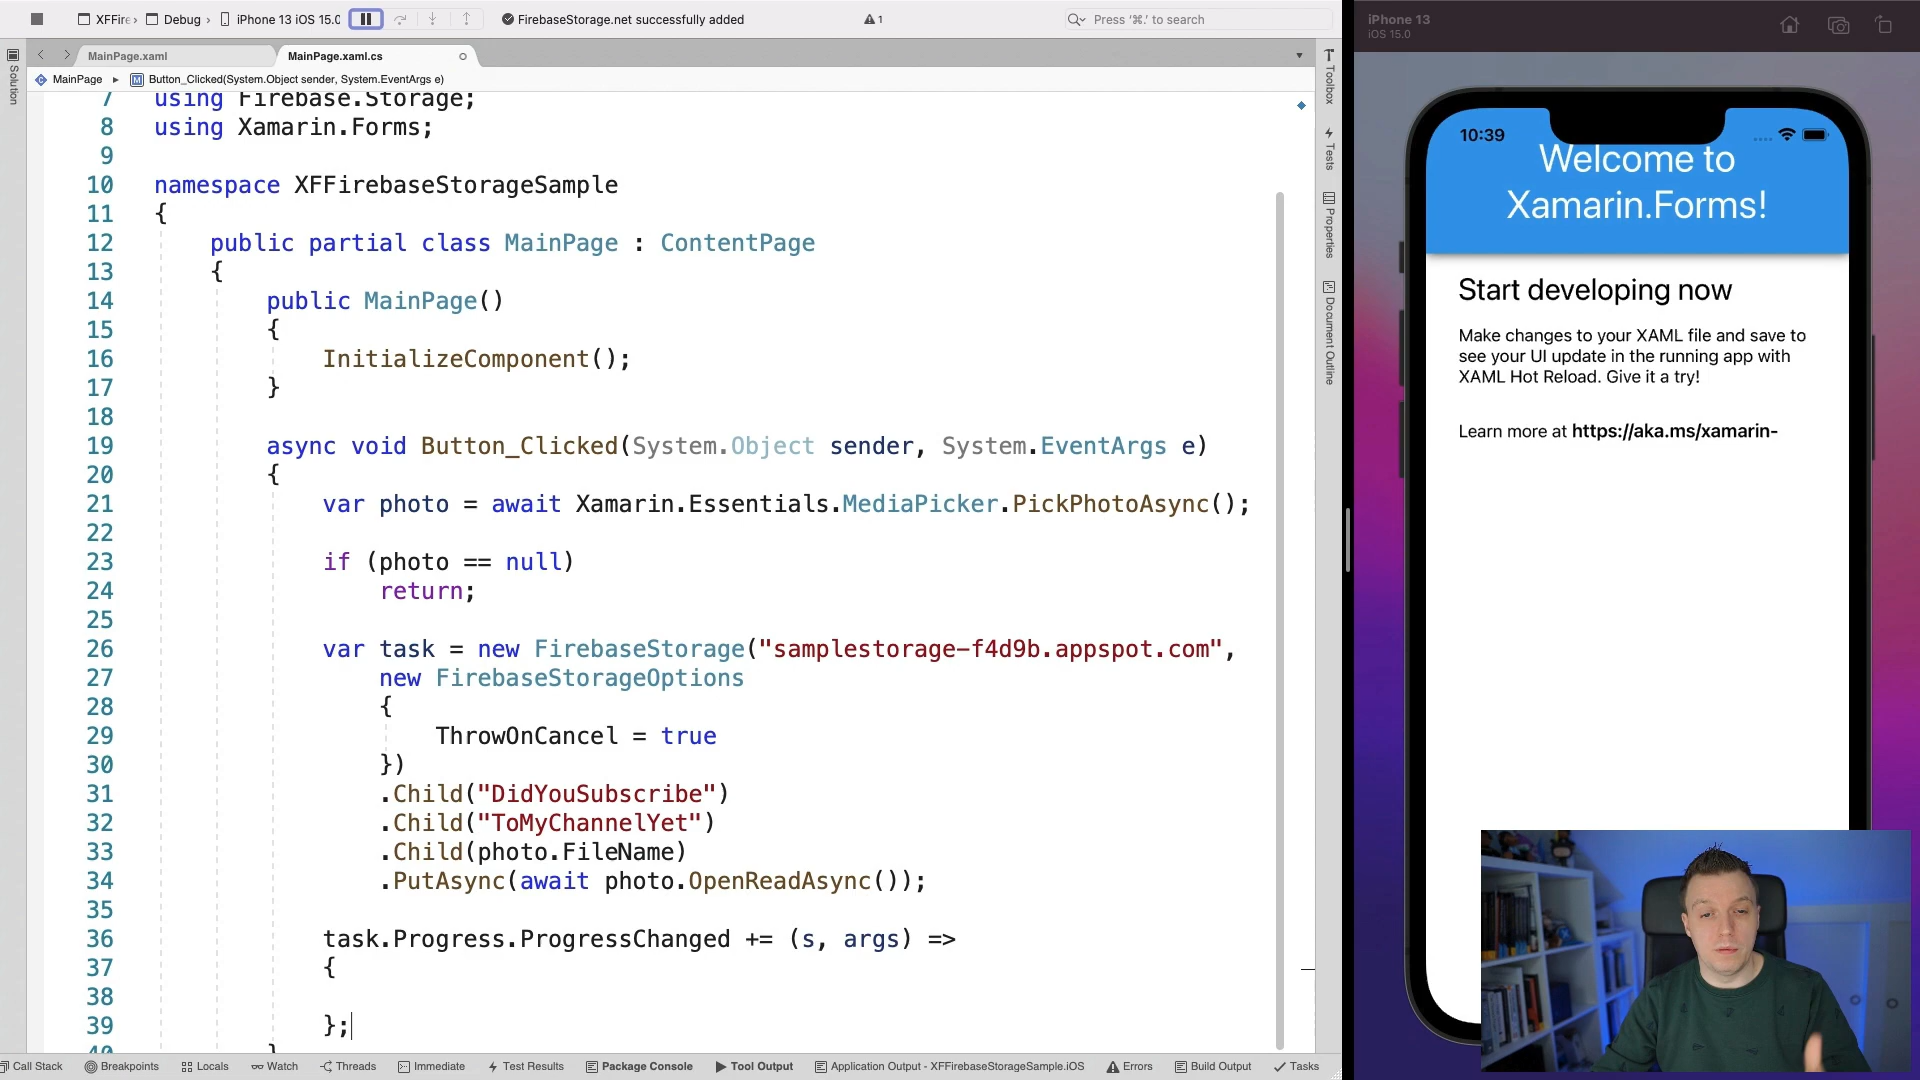 XFFire
Debug
iPhone 13 iOS 15.0
FirebaseStorage.net successfully added
1
Press '⌘.' to search
MainPage.xaml
MainPage.xaml.cs
MainPage
Button_Clicked(System.Object sender, System.EventArgs e)
Solution
7 using Firebase.Storage;
8 using Xamarin.Forms;
9
10 namespace XFFirebaseStorageSample
11 {
12 public partial class MainPage : ContentPage
13 {
14 public MainPage()
15 {
16 InitializeComponent();
17 }
18
19 async void Button_Clicked(System.Object sender, System.EventArgs e)
20 {
21 var photo = await Xamarin.Essentials.MediaPicker.PickPhotoAsync();
22
23 if (photo == null)
24 return;
25
26 var task = new FirebaseStorage("samplestorage-f4d9b.appspot.com",
27 new FirebaseStorageOptions
28 {
29 ThrowOnCancel = true
30 })
31 .Child("DidYouSubscribe")
32 .Child("ToMyChannelYet")
33 .Child(photo.FileName)
34 .PutAsync(await photo.OpenReadAsync());
35
36 task.Progress.ProgressChanged += (s, args) =>
37 {
38
39 };
40 }
Toolbox
Tests
Properties
Document Outline
Call Stack
Breakpoints
Locals
Watch
Threads
Immediate
Test Results
Package Console
Tool Output
Application Output - XFFirebaseStorageSample.iOS
Errors
Build Output
Tasks
iPhone 13
iOS 15.0
10:39
Welcome to
Xamarin.Forms!
Start developing now
Make changes to your XAML file and save to
see your UI update in the running app with
XAML Hot Reload. Give it a try!
Learn more at https://aka.ms/xamarin-